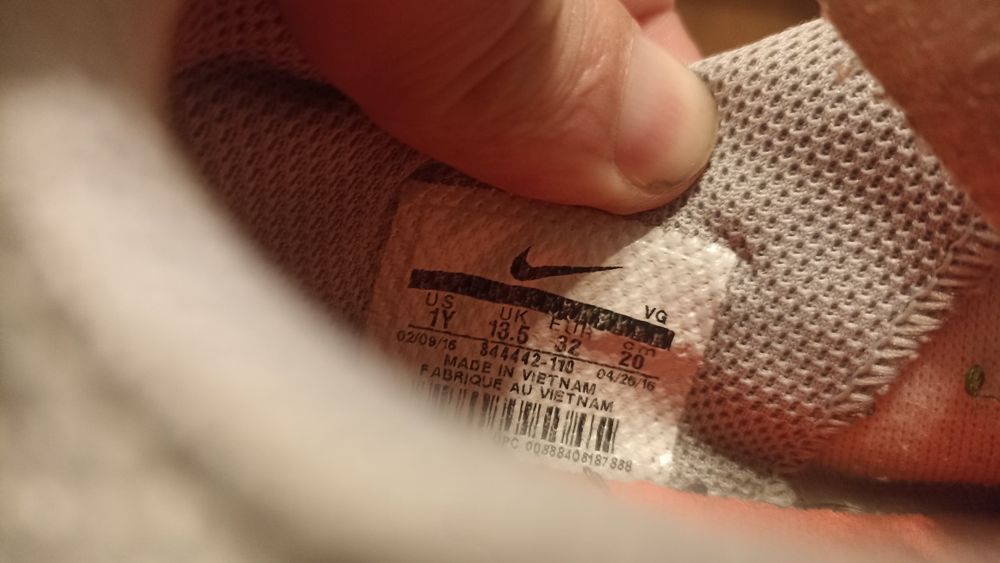 VG
US UK EUR cm
1Y 13.5 32 20
02/09/16 844442-110 04/26/16
MADE IN VIETNAM
FABRIQUE AU VIETNAM
UPC 00888408187888